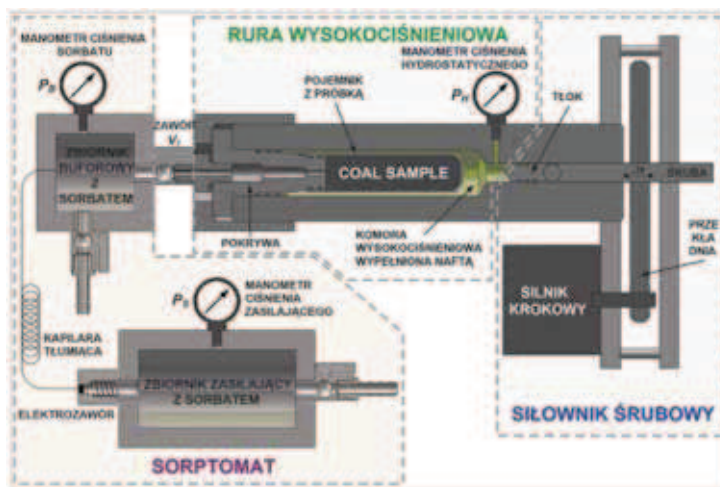 MANOMETR CIŚNIENIA
SORBATU
P_B
ZBIORNIK
BUFOROWY
Z
SORBATEM
ZAWÓR
V₁
RURA WYSOKOCIŚNIENIOWA
POJEMNIK
Z PRÓBKĄ
MANOMETR CIŚNIENIA
HYDROSTATYCZNEGO
P_H
TŁOK
COAL SAMPLE
ŚRUBA
POKRYWA
KOMORA
WYSOKOCIŚNIENIOWA
WYPEŁNIONA NAFTĄ
PRZE
KŁA
DNIA
SILNIK
KROKOWY
SIŁOWNIK ŚRUBOWY
KAPILARA
TŁUMIĄCA
MANOMETR
CIŚNIENIA
ZASILAJĄCEGO
ZBIORNIK ZASILAJĄCY
Z SORBATEM
ELEKTROZAWÓR
SORPTOMAT